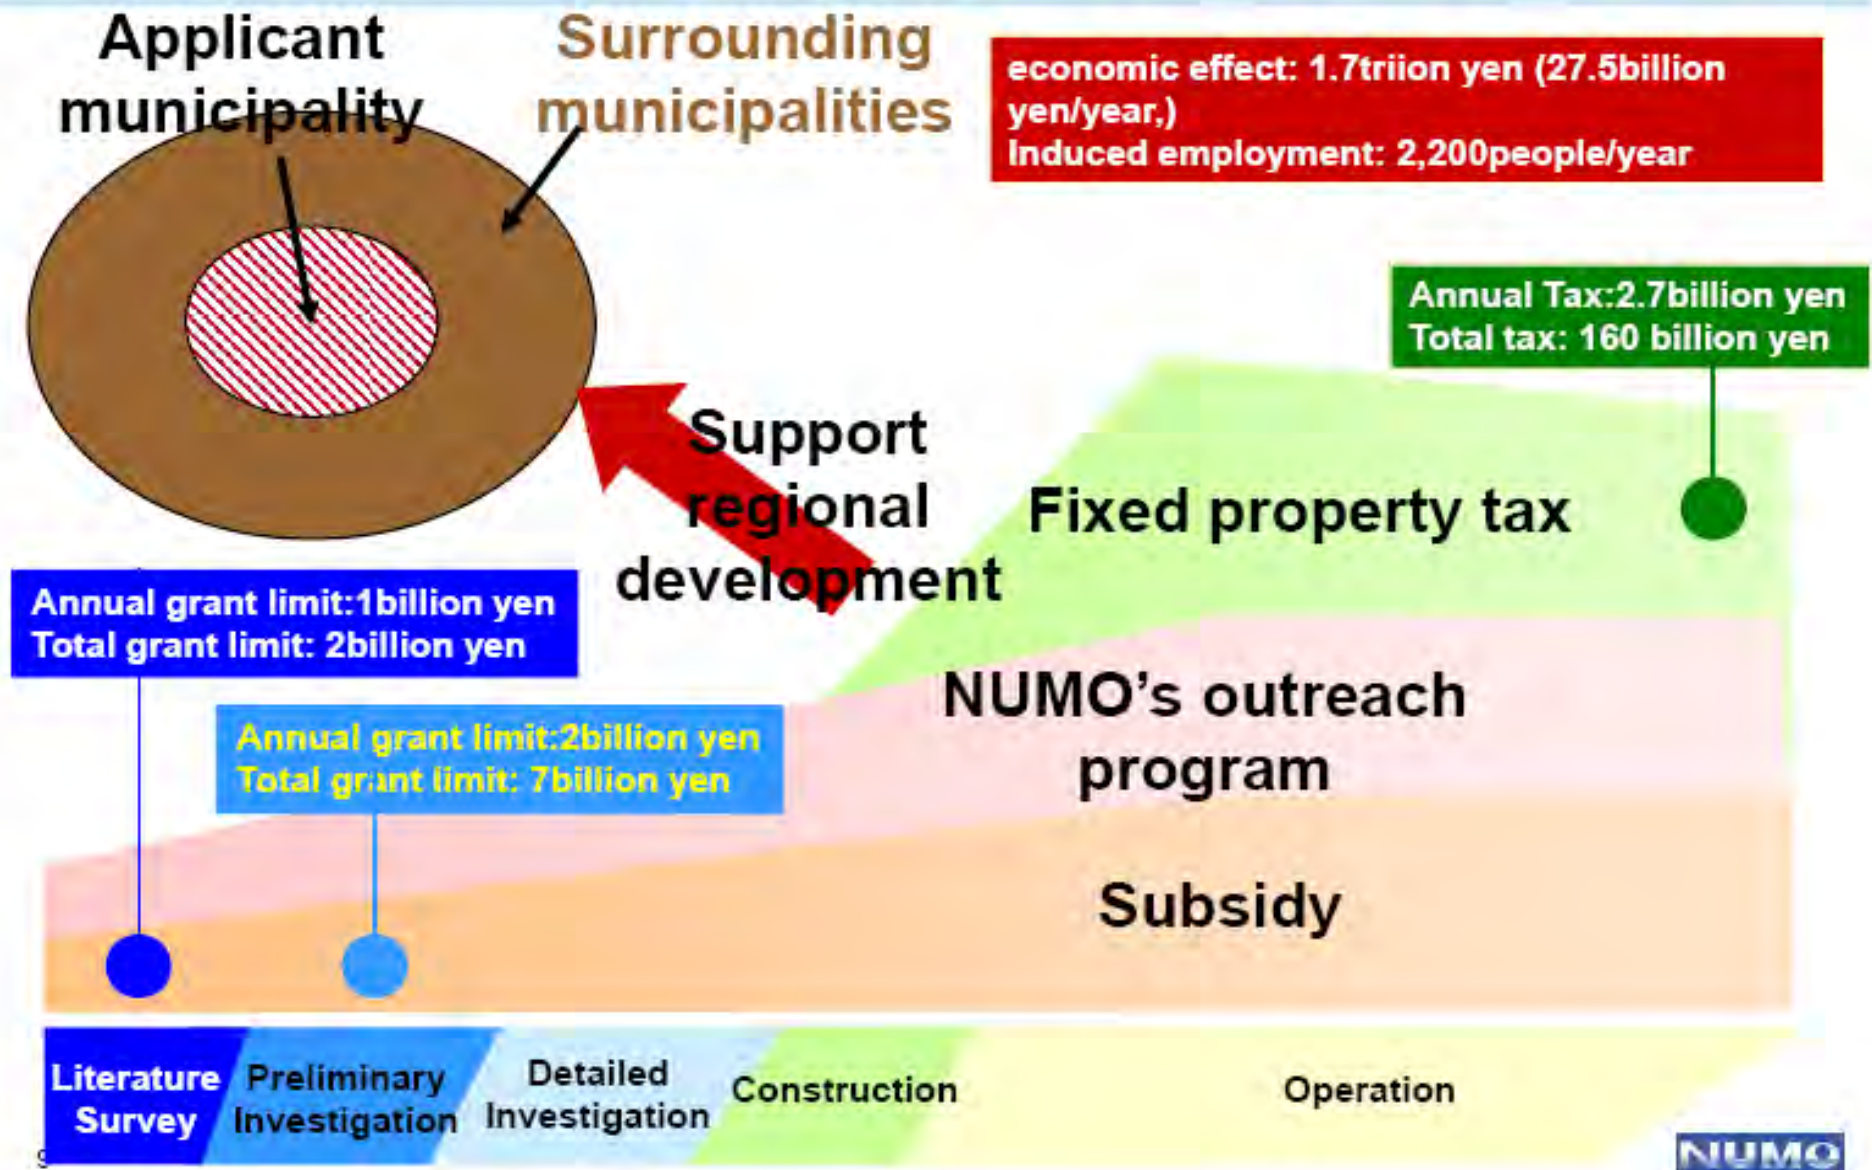 Applicant
municipality
Surrounding
municipalities
economic effect: 1.7triion yen (27.5billion
yen/year,)
Induced employment: 2,200people/year
Annual Tax:2.7billion yen
Total tax: 160 billion yen
Support
regional
development
Fixed property tax
Annual grant limit:1billion yen
Total grant limit: 2billion yen
NUMO’s outreach
program
Annual grant limit:2billion yen
Total grant limit: 7billion yen
Subsidy
Literature
Survey
Preliminary
Investigation
Detailed
Investigation
Construction
Operation
NUMO